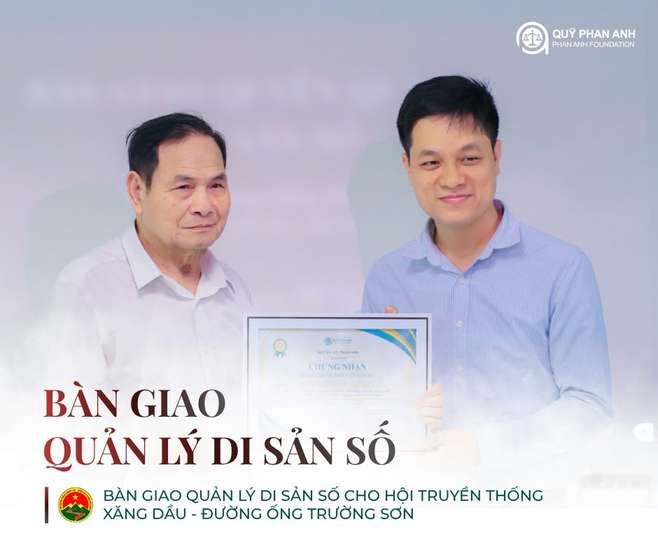 QUỸ PHAN ANH
PHAN ANH FOUNDATION
CHỨNG NHẬN
BÀN GIAO
QUẢN LÝ DI SẢN SỐ
BÀN GIAO QUẢN LÝ DI SẢN SỐ CHO HỘI TRUYỀN THỐNG
XĂNG DẦU - ĐƯỜNG ỐNG TRƯỜNG SƠN